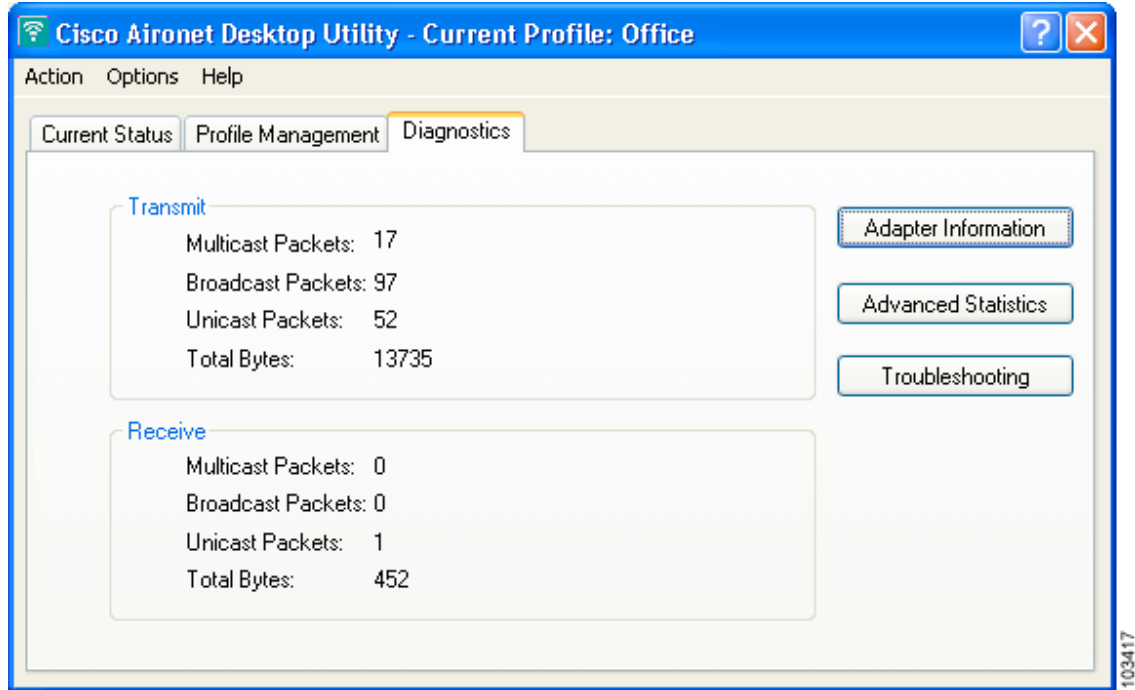 Cisco Aironet Desktop Utility - Current Profile: Office
Action Options Help
Current Status Profile Management Diagnostics
Transmit
Multicast Packets: 17
Broadcast Packets: 97
Unicast Packets: 52
Total Bytes: 13735
Adapter Information
Advanced Statistics
Troubleshooting
Receive
Multicast Packets: 0
Broadcast Packets: 0
Unicast Packets: 1
Total Bytes: 452
103417